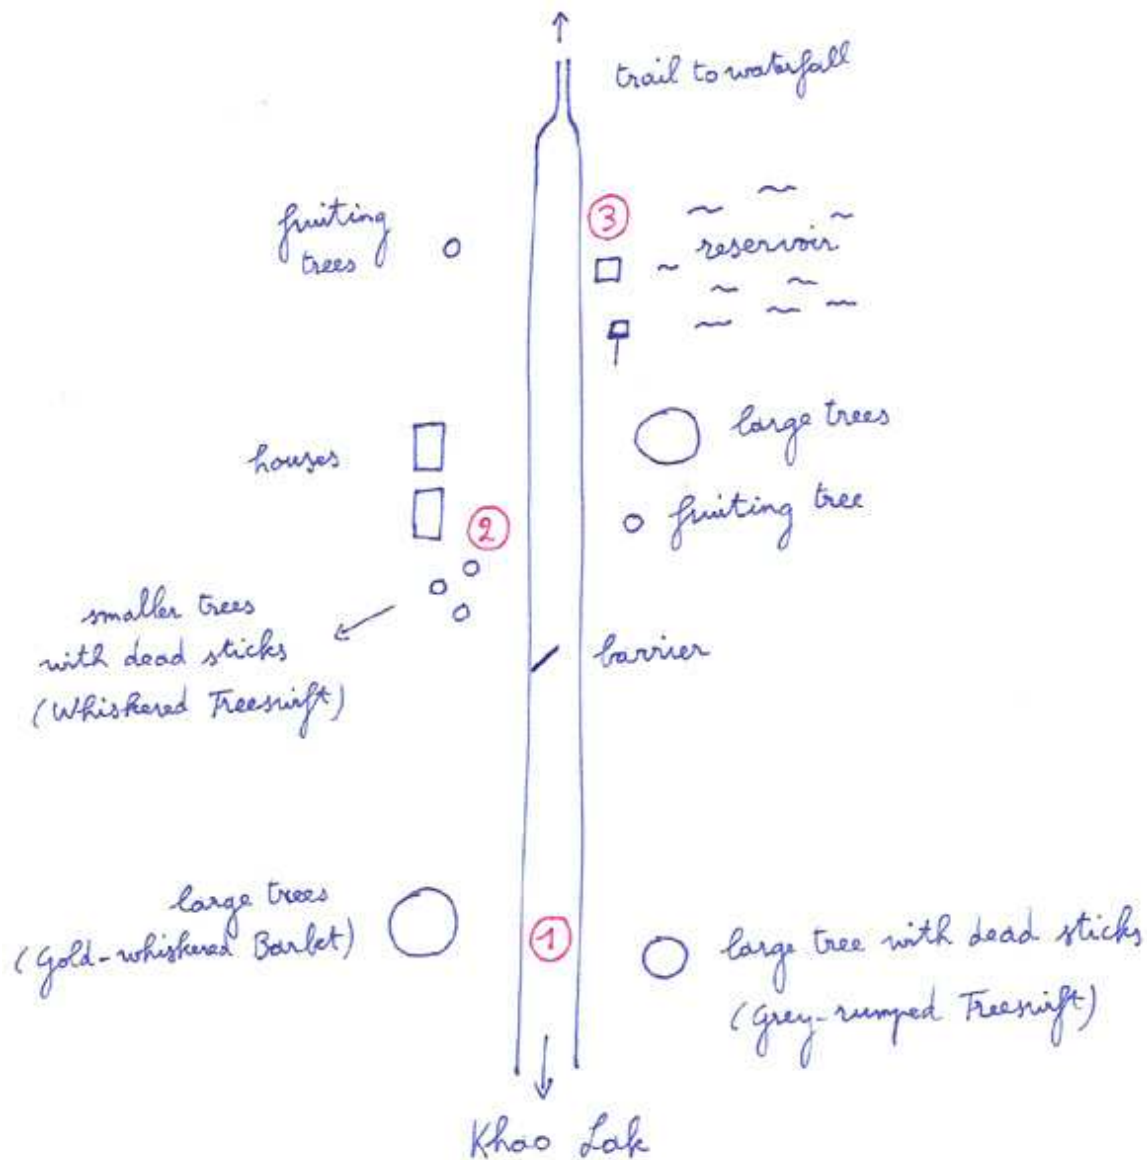 trail to waterfall
fruiting
trees
3
reservoir
large trees
houses
2
fruiting tree
smaller trees
with dead sticks
(Whiskered Treeswift)
barrier
large trees
(Gold-whiskered Barbet)
1
large tree with dead sticks
(Grey-rumped Treeswift)
Khao Lak